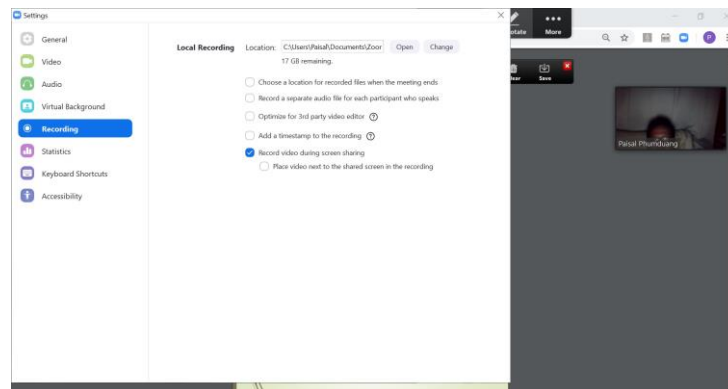 Settings
General
Video
Audio
Virtual Background
Recording
Statistics
Keyboard Shortcuts
Accessibility
Local Recording Location: C:\Users\Paisal\Documents\Zoor Open Change
17 GB remaining.
Choose a location for recorded files when the meeting ends
Record a separate audio file for each participant who speaks
Optimize for 3rd party video editor
Add a timestamp to the recording
Record video during screen sharing
Place video next to the shared screen in the recording
otate More
lear Save
P
Paisal Phumduang